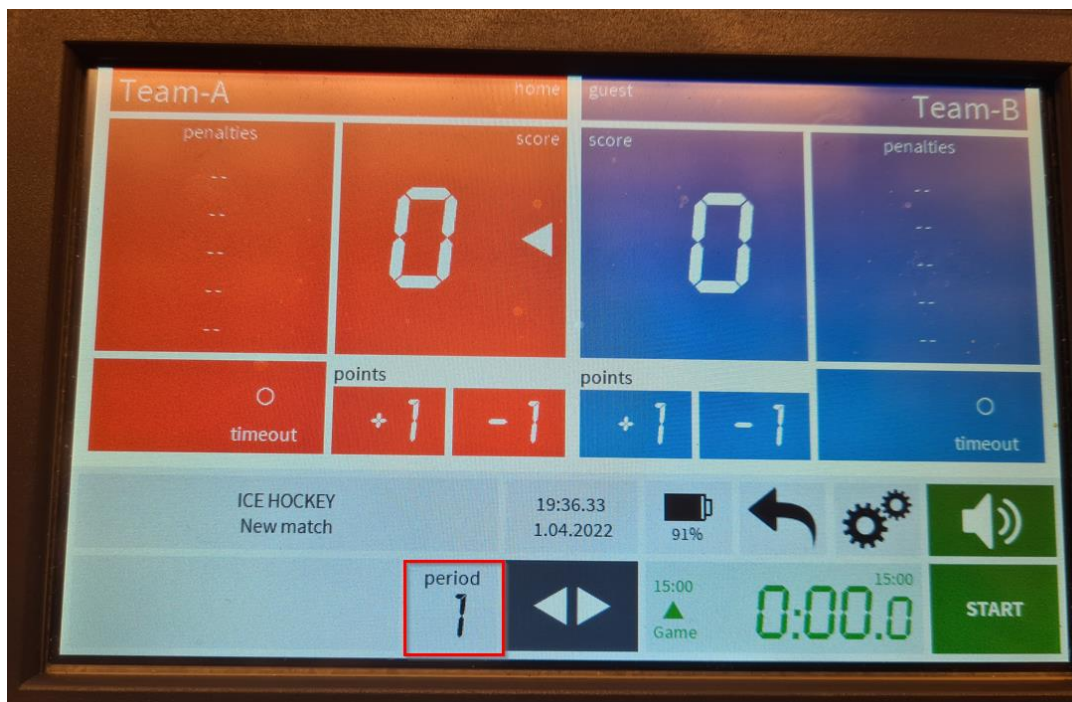 Team-A home guest Team-B
penalties score score penalties
-- --
-- 0 0 --
-- --
-- --
-- --
points points
timeout +1 -1 +1 -1 timeout
ICE HOCKEY 19:36.33
New match 1.04.2022 91%
period 15:00 15:00
1 0:00.0 START
Game